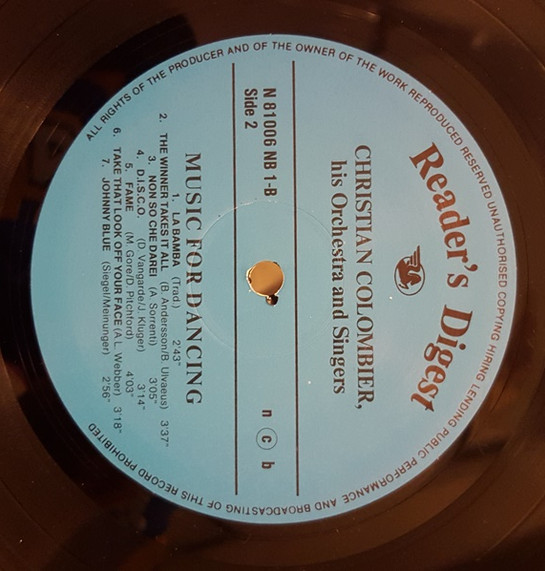 ALL RIGHTS OF THE PRODUCER AND OF THE OWNER OF THE WORK REPRODUCED RESERVED UNAUTHORISED COPYING HIRING LENDING PUBLIC PERFORMANCE AND BROADCASTING OF THIS RECORD PROHIBITED
Reader's Digest
CHRISTIAN COLOMBIER,
his Orchestra and Singers
N 81006 NB 1-B
Side 2
n c b
MUSIC FOR DANCING
1. LA BAMBA (Trad.) 2'43"
2. THE WINNER TAKES IT ALL (B. Andersson/B. Ulvaeus) 3'37"
3. NON SO CHE DAREI (A. Sorrenti) 3'05"
4. D.I.S.C.O. (D. Vangarde/J. Kluger) 3'14"
5. FAME (M. Gore/D. Pitchford) 4'03"
6. TAKE THAT LOOK OFF YOUR FACE (A.L. Webber) 3'18"
7. JOHNNY BLUE (Siegel/Meinunger) 2'56"